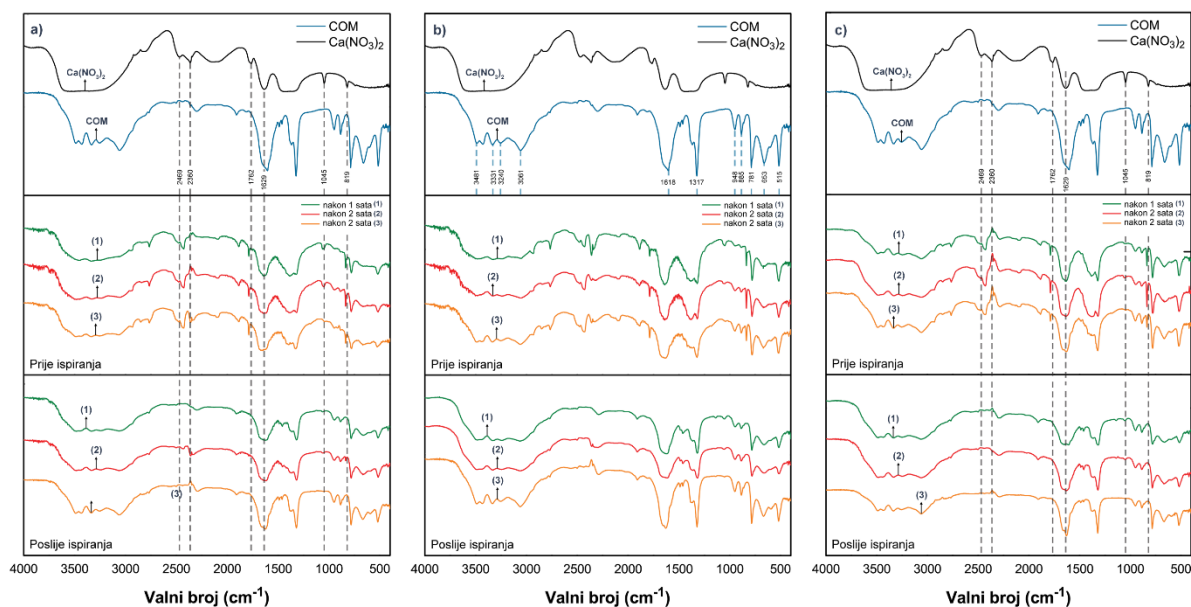 a)
COM
Ca(NO₃)₂
Ca(NO₃)₂
COM
2469
2360
1762
1629
1045
819
nakon 1 sata (1)
nakon 2 sata (2)
nakon 2 sata (3)
(1)
(2)
(3)
Prije ispiranja
(1)
(2)
(3)
Poslije ispiranja
4000 3500 3000 2500 2000 1500 1000 500
Valni broj (cm⁻¹)
b)
COM
Ca(NO₃)₂
Ca(NO₃)₂
COM
3481
3331
3240
3061
1618
1317
948
885
781
653
515
nakon 1 sata (1)
nakon 2 sata (2)
nakon 2 sata (3)
(1)
(2)
(3)
Prije ispiranja
(1)
(2)
(3)
Poslije ispiranja
4000 3500 3000 2500 2000 1500 1000 500
Valni broj (cm⁻¹)
c)
COM
Ca(NO₃)₂
Ca(NO₃)₂
COM
2469
2360
1762
1629
1045
819
nakon 1 sata (1)
nakon 2 sata (2)
nakon 2 sata (3)
(1)
(2)
(3)
Prije ispiranja
(1)
(2)
(3)
Poslije ispiranja
4000 3500 3000 2500 2000 1500 1000 500
Valni broj (cm⁻¹)